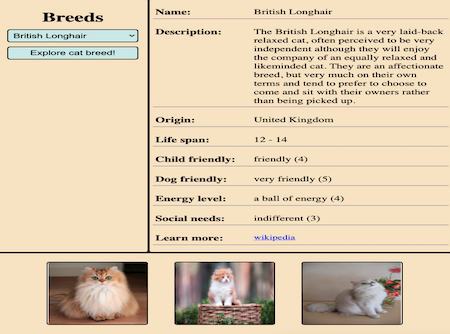 Breeds
British Longhair
Explore cat breed!
Name: British Longhair
Description: The British Longhair is a very laid-back
relaxed cat, often perceived to be very
independent although they will enjoy
the company of an equally relaxed and
likeminded cat. They are an affectionate
breed, but very much on their own
terms and tend to prefer to choose to
come and sit with their owners rather
than being picked up.
Origin: United Kingdom
Life span: 12 - 14
Child friendly: friendly (4)
Dog friendly: very friendly (5)
Energy level: a ball of energy (4)
Social needs: indifferent (3)
Learn more: wikipedia